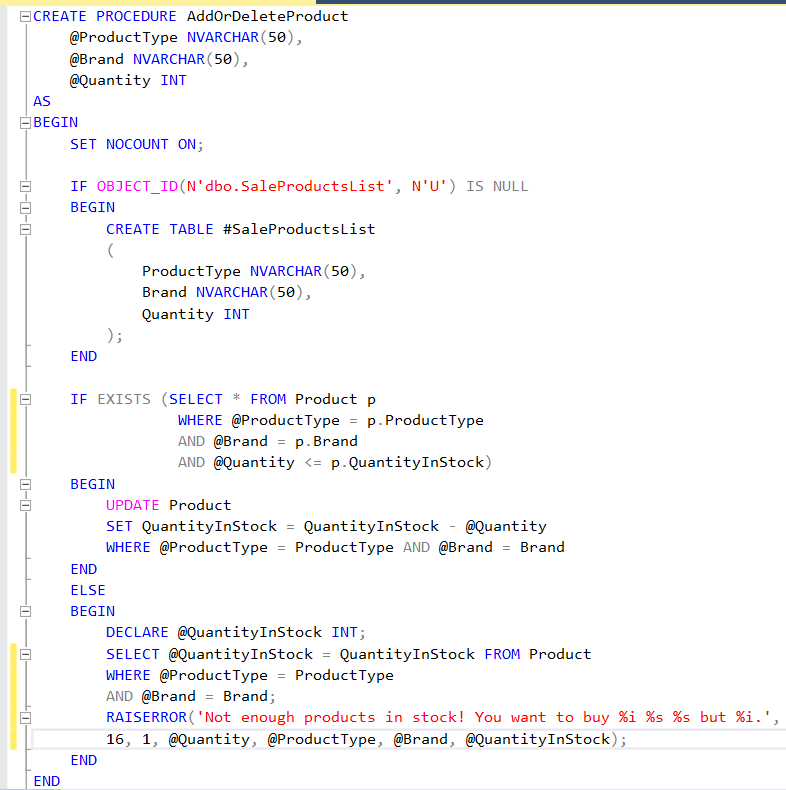 CREATE PROCEDURE AddOrDeleteProduct
@ProductType NVARCHAR(50),
@Brand NVARCHAR(50),
@Quantity INT
AS
BEGIN
SET NOCOUNT ON;
IF OBJECT_ID(N'dbo.SaleProductsList', N'U') IS NULL
BEGIN
CREATE TABLE #SaleProductsList
(
ProductType NVARCHAR(50),
Brand NVARCHAR(50),
Quantity INT
);
END
IF EXISTS (SELECT * FROM Product p
WHERE @ProductType = p.ProductType
AND @Brand = p.Brand
AND @Quantity <= p.QuantityInStock)
BEGIN
UPDATE Product
SET QuantityInStock = QuantityInStock - @Quantity
WHERE @ProductType = ProductType AND @Brand = Brand
END
ELSE
BEGIN
DECLARE @QuantityInStock INT;
SELECT @QuantityInStock = QuantityInStock FROM Product
WHERE @ProductType = ProductType
AND @Brand = Brand;
RAISERROR('Not enough products in stock! You want to buy %i %s %s but %i.',
16, 1, @Quantity, @ProductType, @Brand, @QuantityInStock);
END
END